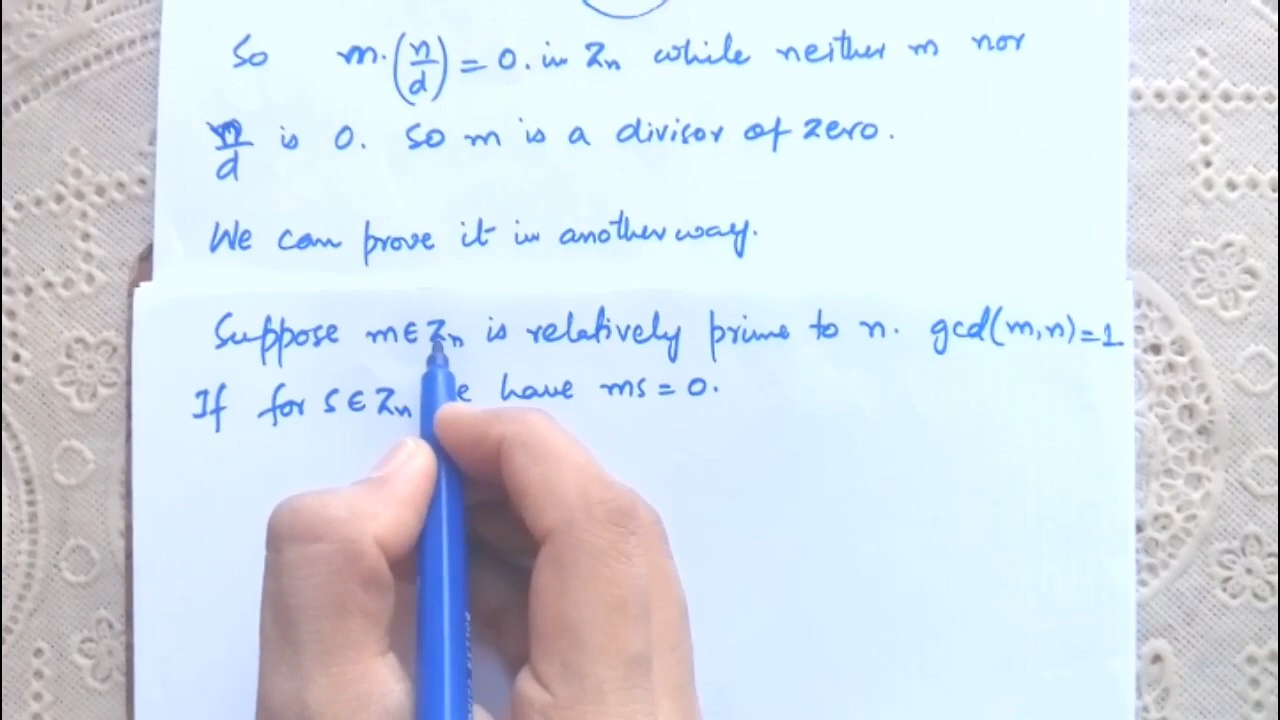 So m.(n/d) = 0. in Zn while neither m nor
n/d is 0. So m is a divisor of zero.
We can prove it in another way.
Suppose m ∈ Zn is relatively prime to n. gcd(m,n)=1
If for s ∈ Zn have ms = 0.